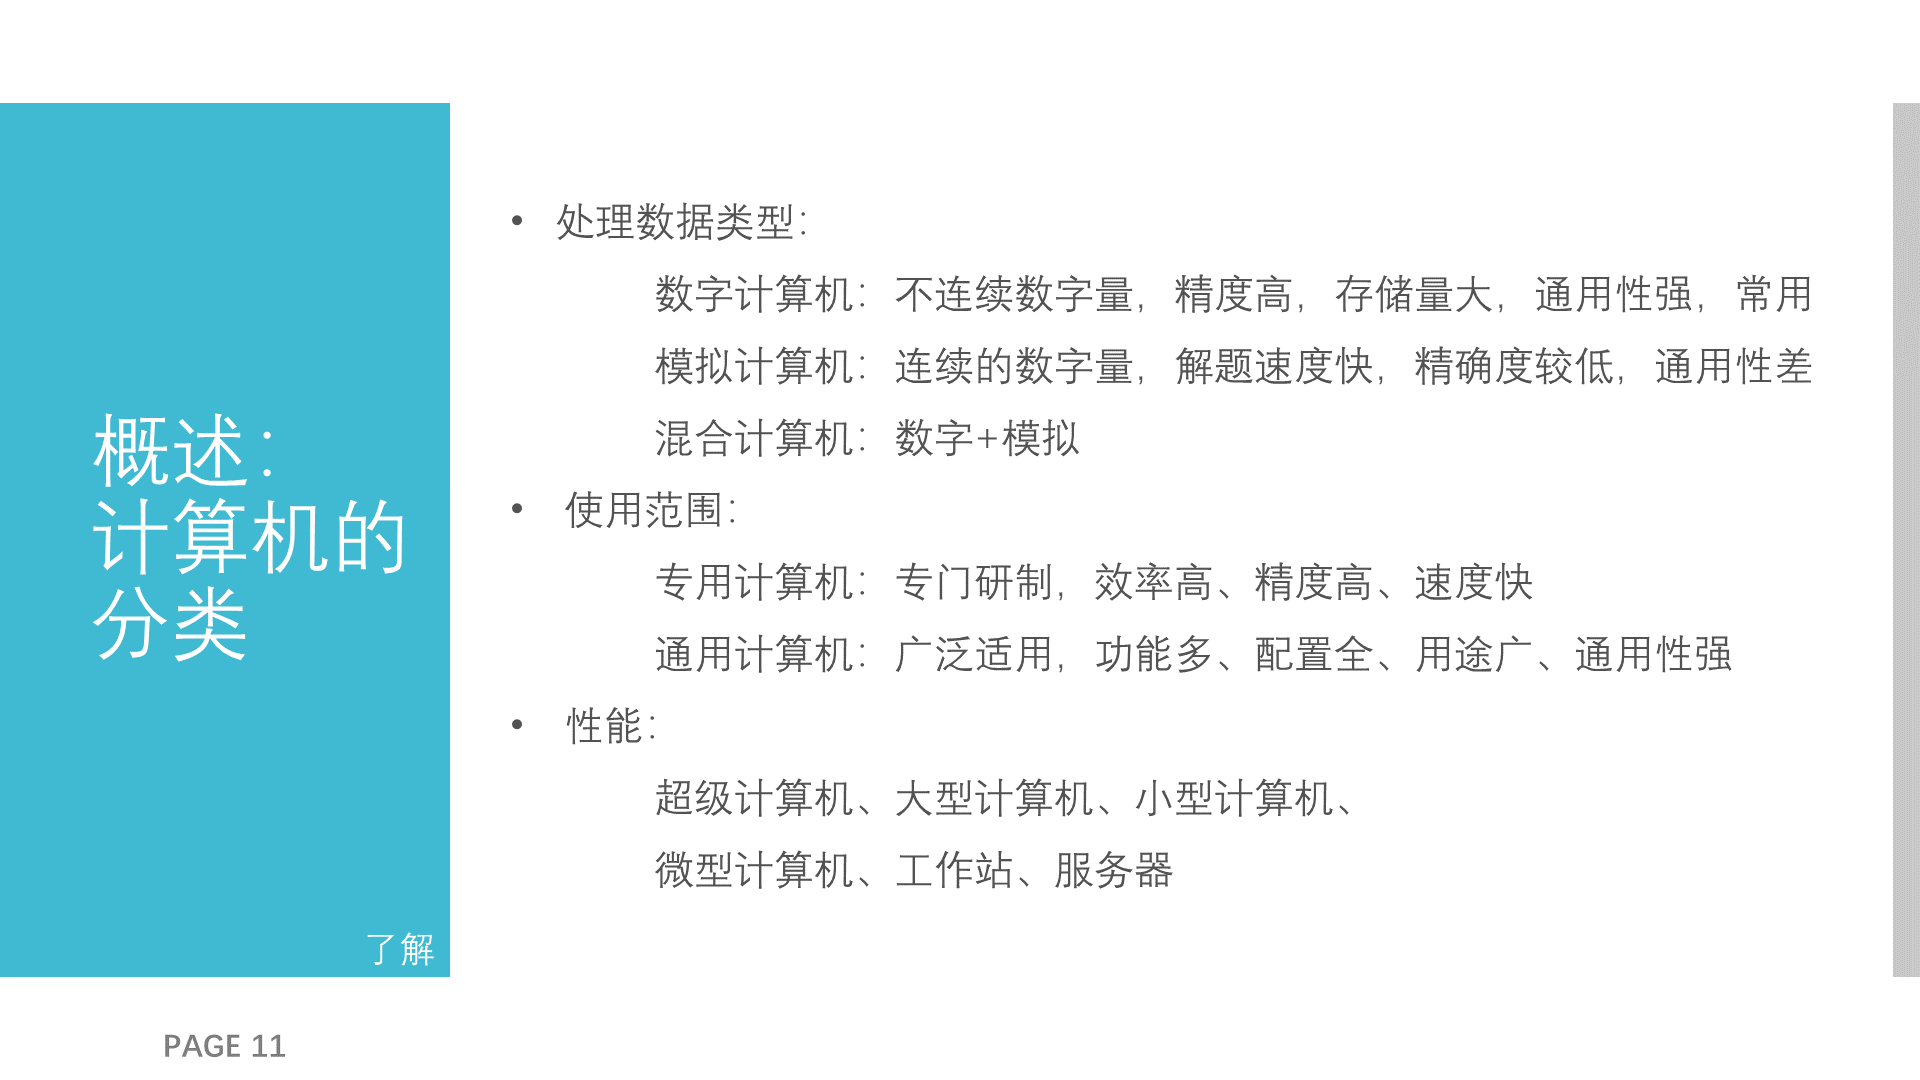 概述：
计算机的
分类
了解
• 处理数据类型：
数字计算机：不连续数字量，精度高，存储量大，通用性强，常用
模拟计算机：连续的数字量，解题速度快，精确度较低，通用性差
混合计算机：数字+模拟
• 使用范围：
专用计算机：专门研制，效率高、精度高、速度快
通用计算机：广泛适用，功能多、配置全、用途广、通用性强
• 性能：
超级计算机、大型计算机、小型计算机、
微型计算机、工作站、服务器
PAGE 11